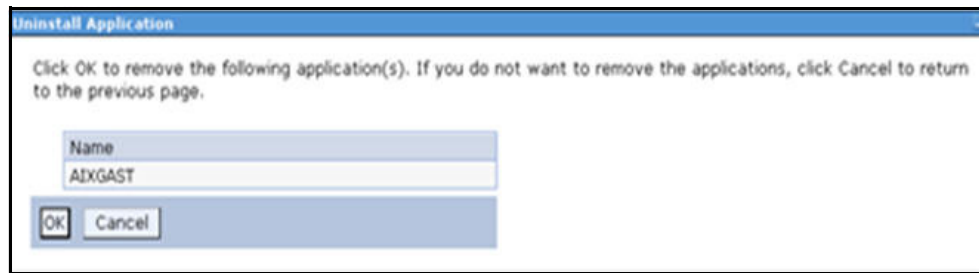 Uninstall Application
Click OK to remove the following application(s). If you do not want to remove the applications, click Cancel to return
to the previous page.
Name
AIXGAST
OK Cancel